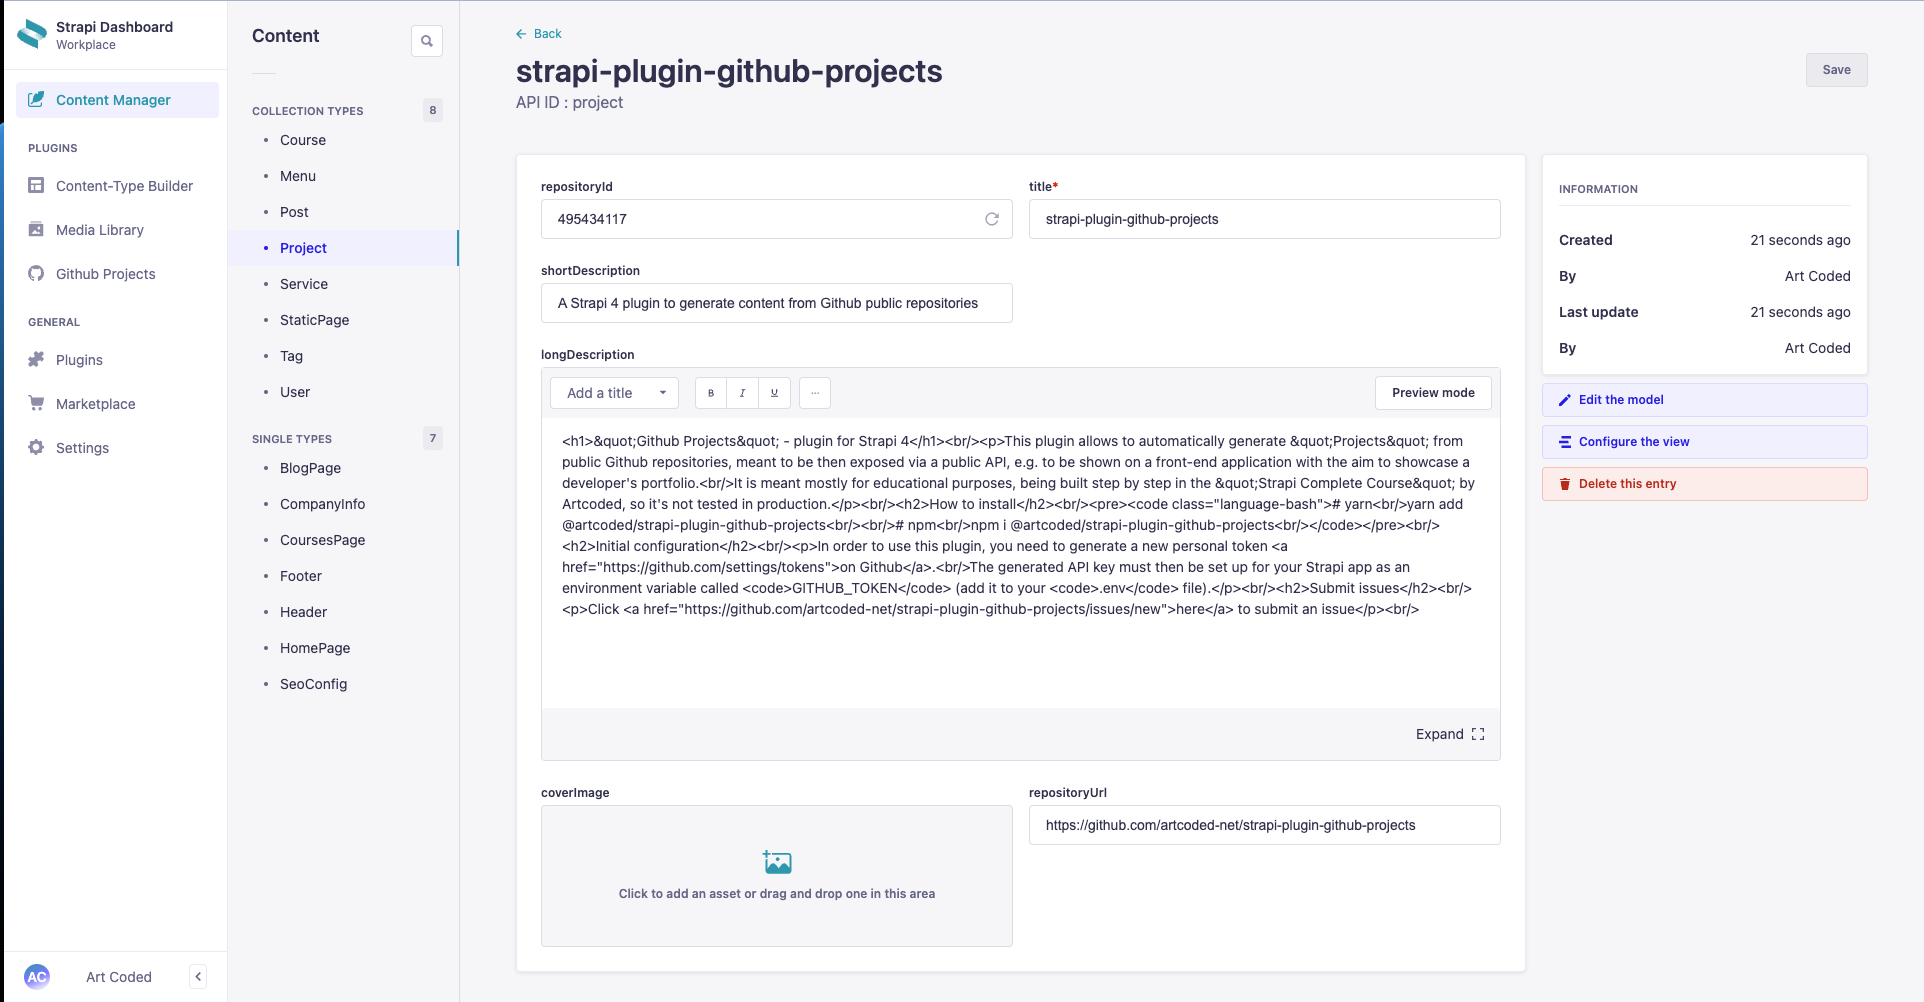 Strapi Dashboard
Workplace
Content Manager
PLUGINS
Content-Type Builder
Media Library
Github Projects
GENERAL
Plugins
Marketplace
Settings
AC
Art Coded
Content
COLLECTION TYPES
8
Course
Menu
Post
Project
Service
StaticPage
Tag
User
SINGLE TYPES
7
BlogPage
CompanyInfo
CoursesPage
Footer
Header
HomePage
SeoConfig
Back
strapi-plugin-github-projects
API ID : project
Save
repositoryId
495434117
title*
strapi-plugin-github-projects
shortDescription
A Strapi 4 plugin to generate content from Github public repositories
longDescription
Add a title
B
I
U
...
Preview mode
<h1>&quot;Github Projects&quot; - plugin for Strapi 4</h1><br/><p>This plugin allows to automatically generate &quot;Projects&quot; from
public Github repositories, meant to be then exposed via a public API, e.g. to be shown on a front-end application with the aim to showcase a
developer's portfolio.<br/>It is meant mostly for educational purposes, being built step by step in the &quot;Strapi Complete Course&quot; by
Artcoded, so it's not tested in production.</p><br/><h2>How to install</h2><br/><pre><code class="language-bash"># yarn<br/>yarn add
@artcoded/strapi-plugin-github-projects<br/><br/># npm<br/>npm i @artcoded/strapi-plugin-github-projects<br/></code></pre><br/>
<h2>Initial configuration</h2><br/><p>In order to use this plugin, you need to generate a new personal token <a
href="https://github.com/settings/tokens">on Github</a>.<br/>The generated API key must then be set up for your Strapi app as an
environment variable called <code>GITHUB_TOKEN</code> (add it to your <code>.env</code> file).</p><br/><h2>Submit issues</h2><br/>
<p>Click <a href="https://github.com/artcoded-net/strapi-plugin-github-projects/issues/new">here</a> to submit an issue</p><br/>
Expand
coverImage
Click to add an asset or drag and drop one in this area
repositoryUrl
https://github.com/artcoded-net/strapi-plugin-github-projects
INFORMATION
Created 21 seconds ago
By Art Coded
Last update 21 seconds ago
By Art Coded
Edit the model
Configure the view
Delete this entry